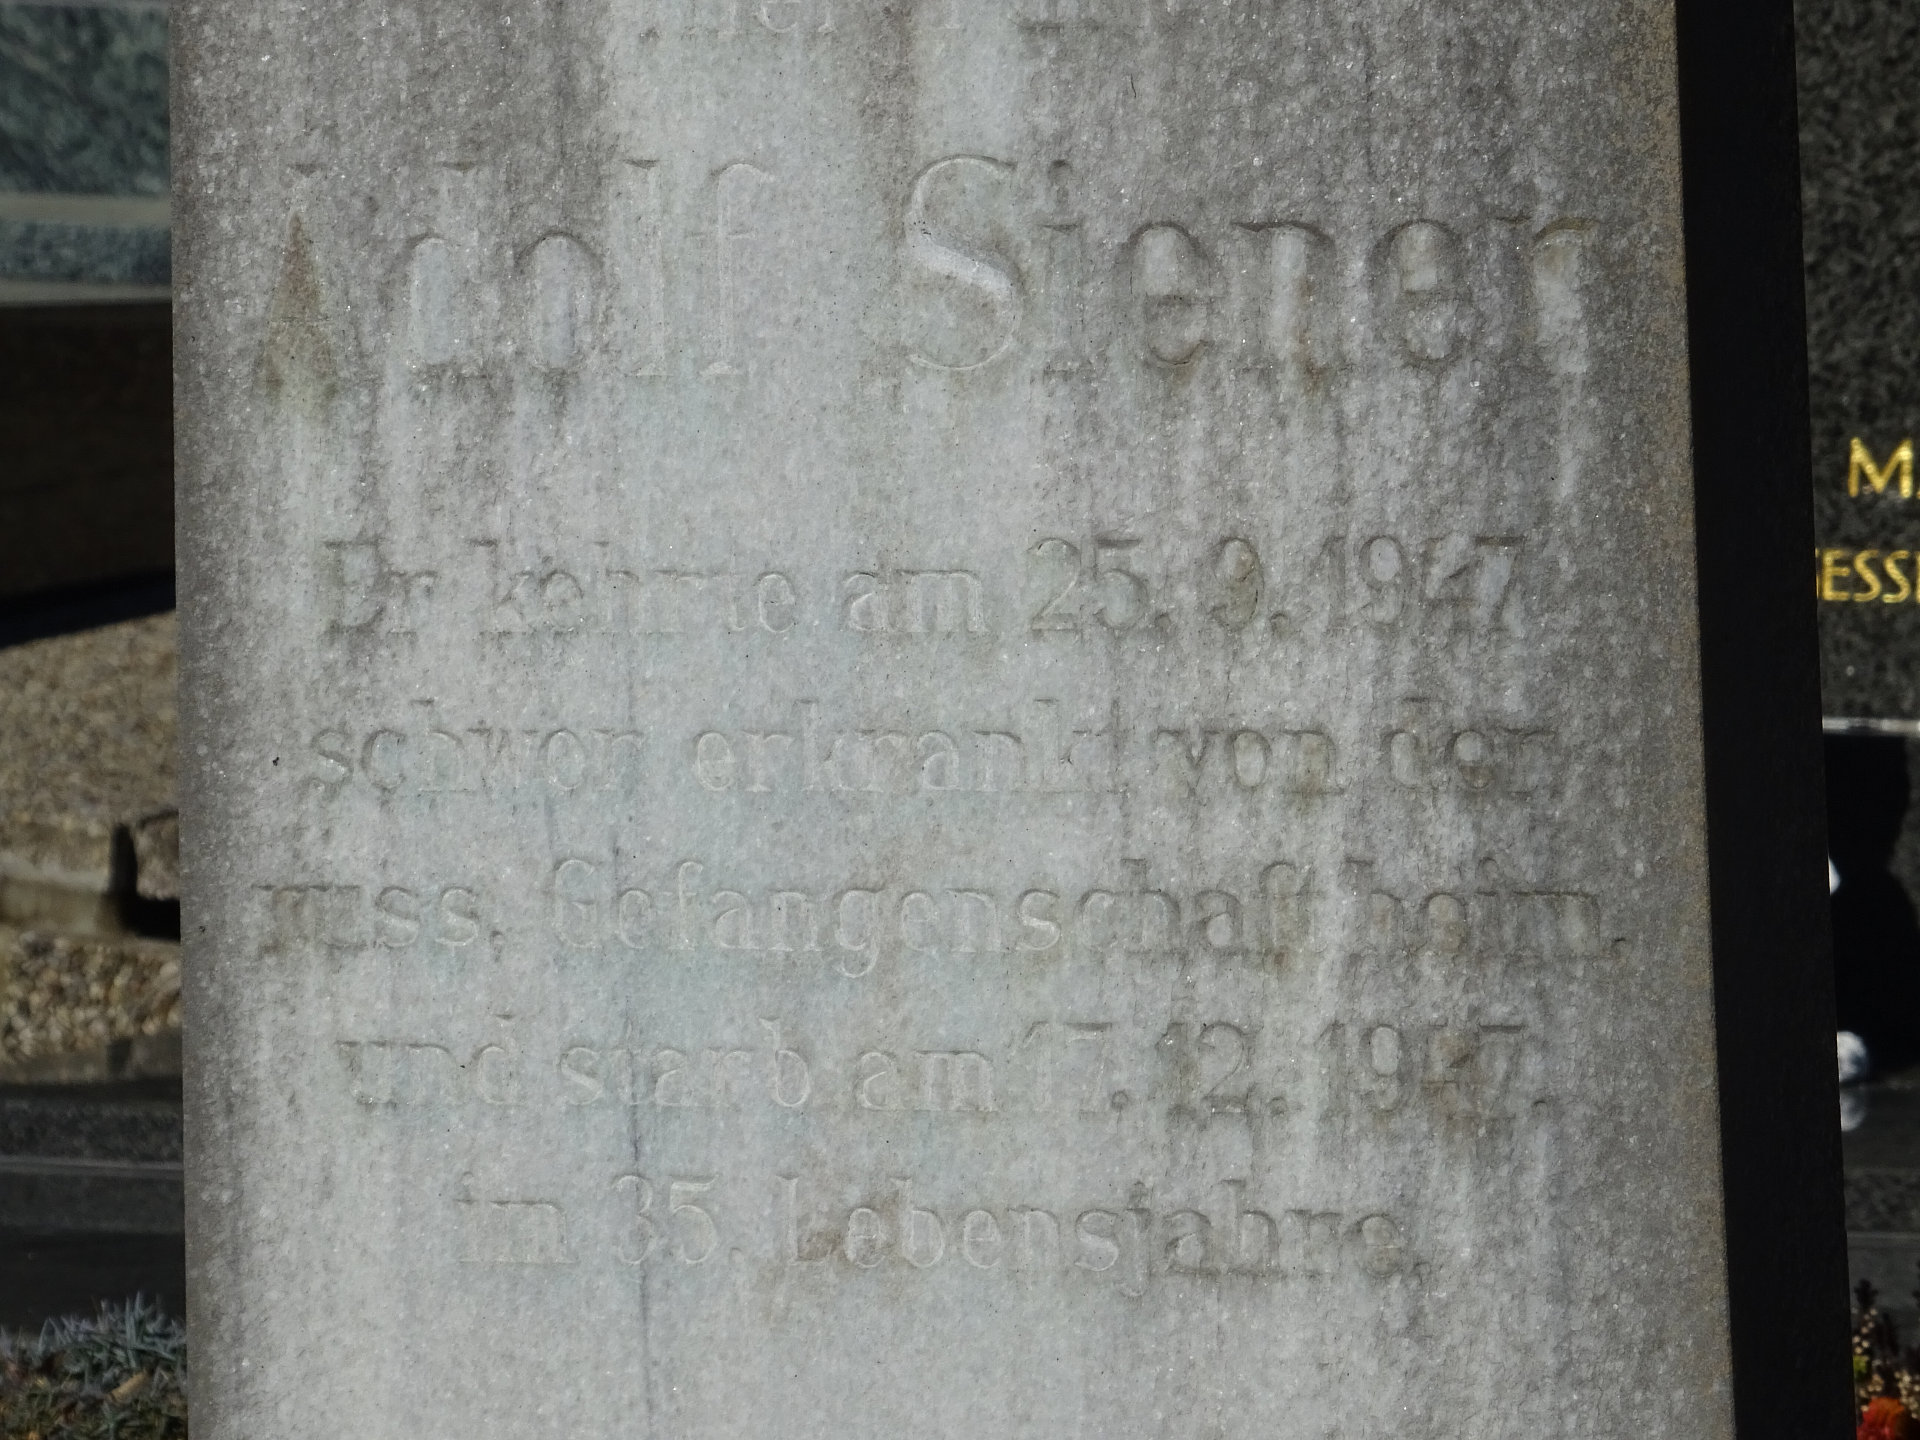 Adolf Siener
Er kehrte am 25. 9. 1947
schwer erkrankt von der
russ. Gefangenschaft heim
und starb am 17. 12. 1947.
im 35. Lebensjahre.